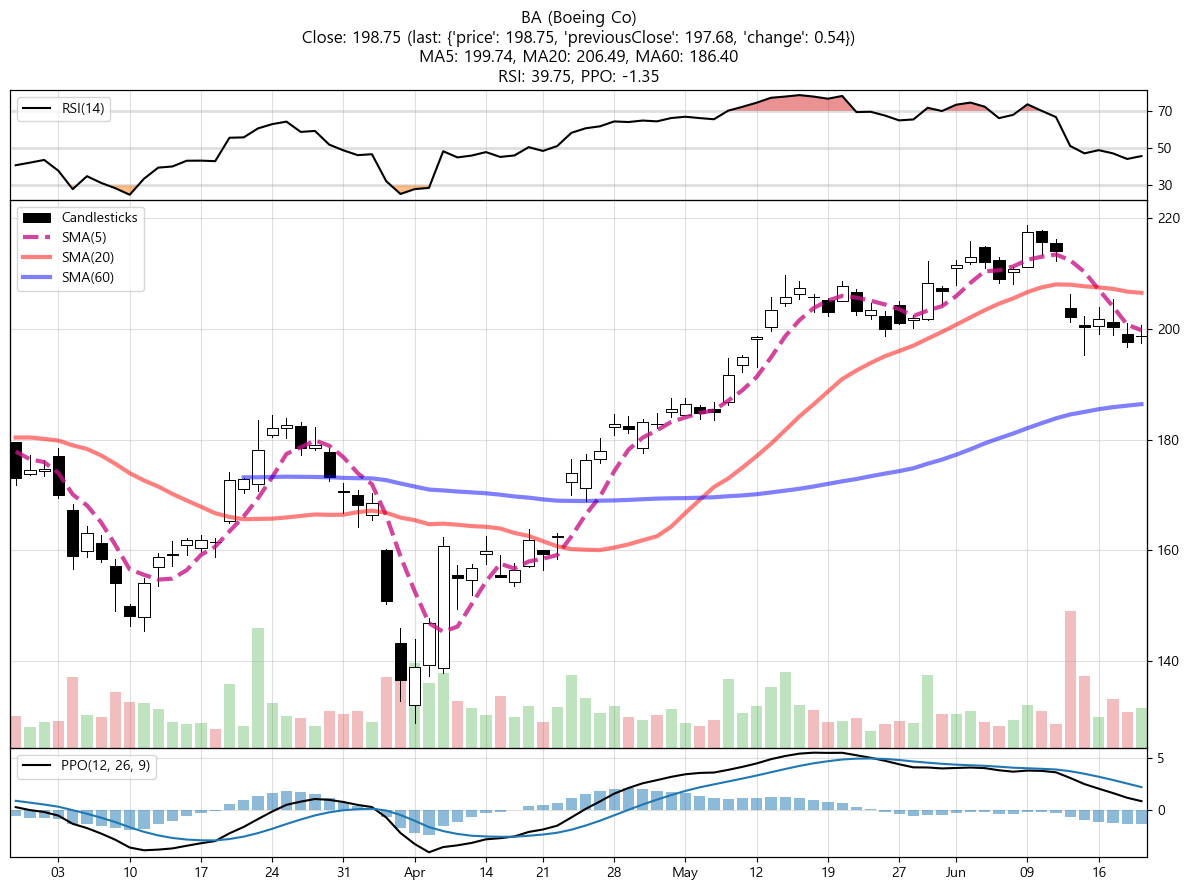 BA (Boeing Co)
Close: 198.75 (last: {'price': 198.75, 'previousClose': 197.68, 'change': 0.54})
MA5: 199.74, MA20: 206.49, MA60: 186.40
RSI: 39.75, PPO: -1.35
RSI(14)
70
50
30
Candlesticks
SMA(5)
SMA(20)
SMA(60)
220
200
180
160
140
PPO(12, 26, 9)
5
0
03 10 17 24 31 Apr 14 21 28 May 12 19 27 Jun 09 16